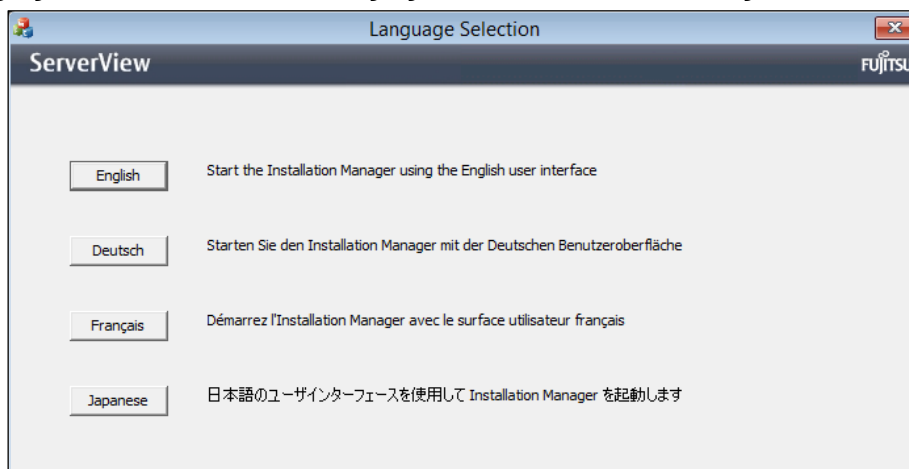 Language Selection
ServerView
FUJITSU
English
Start the Installation Manager using the English user interface
Deutsch
Starten Sie den Installation Manager mit der Deutschen Benutzeroberfläche
Français
Démarrez l'Installation Manager avec le surface utilisateur français
Japanese
日本語のユーザインターフェースを使用して Installation Manager を起動します